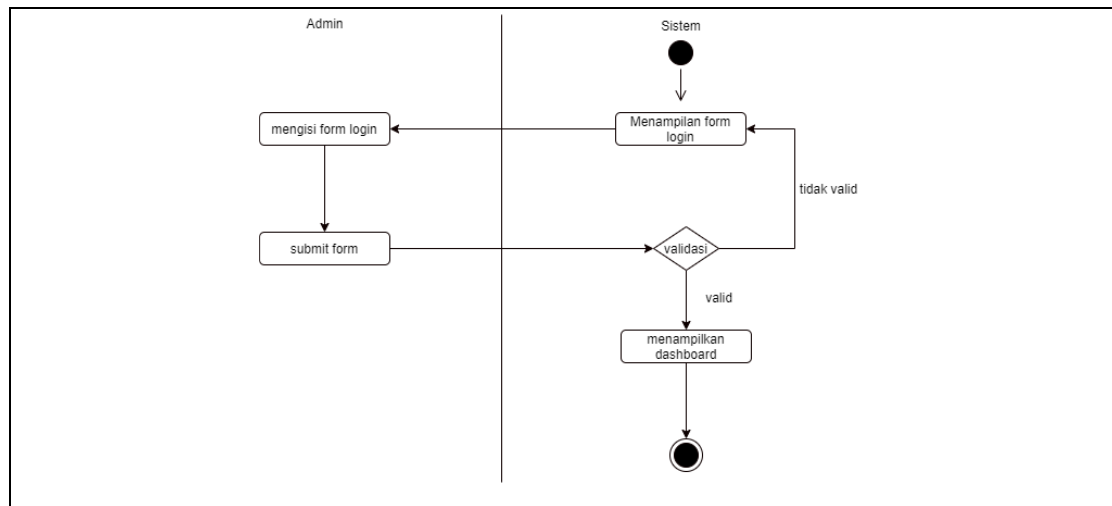 Admin
Sistem
mengisi form login
Menampilan form
login
tidak valid
submit form
validasi
valid
menampilkan
dashboard